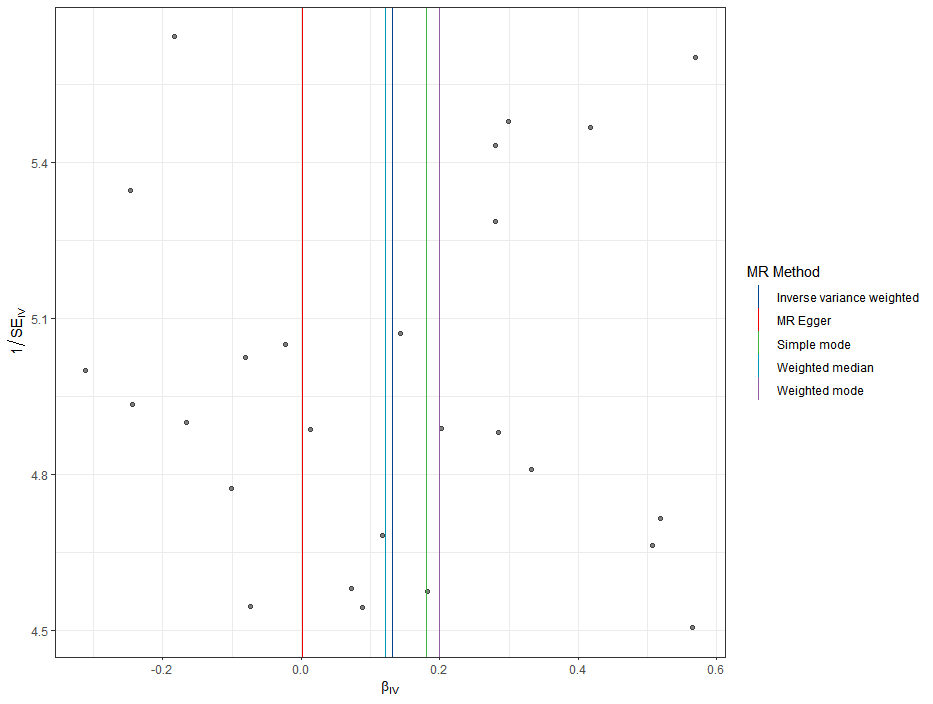 5.4
5.1
4.8
4.5
1/SE_IV
-0.2 0.0 0.2 0.4 0.6
β_IV
MR Method
Inverse variance weighted
MR Egger
Simple mode
Weighted median
Weighted mode